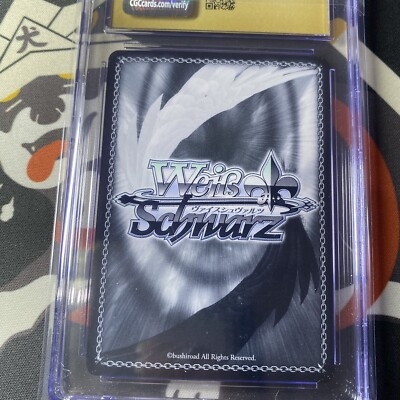 CGCcards.com/verify
犬
Weiß
ヴァイスシュヴァルツ
Schwarz
©bushiroad All Rights Reserved.